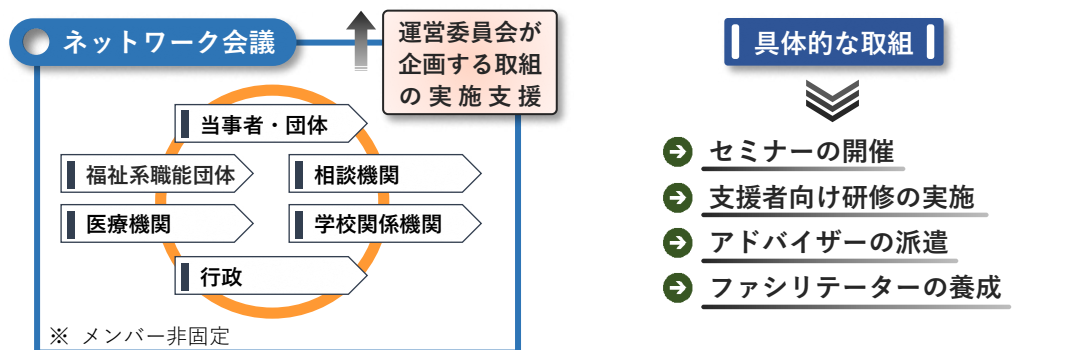 ネットワーク会議
運営委員会が
企画する取組
の実施支援
当事者・団体
福祉系職能団体
相談機関
医療機関
学校関係機関
行政
※ メンバー非固定
具体的な取組
セミナーの開催
支援者向け研修の実施
アドバイザーの派遣
ファシリテーターの養成